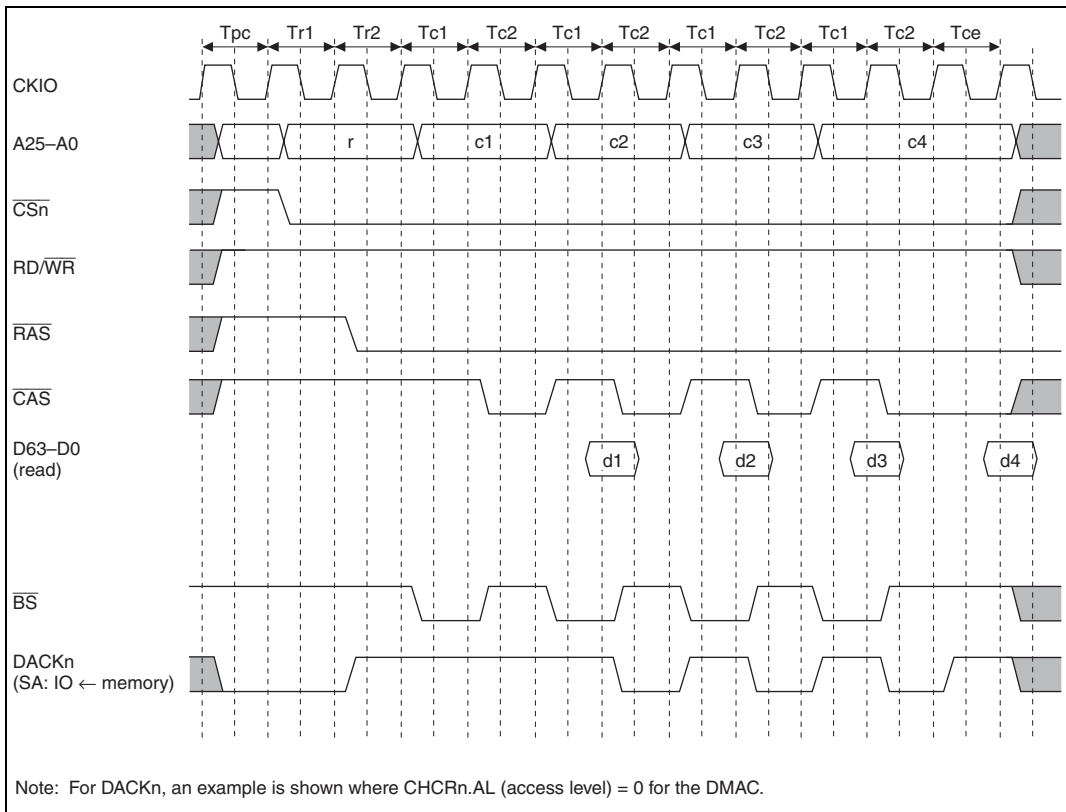 Tpc Tr1 Tr2 Tc1 Tc2 Tc1 Tc2 Tc1 Tc2 Tc1 Tc2 Tce
CKIO
A25–A0 r c1 c2 c3 c4
CSn
RD/WR
RAS
CAS
D63–D0
(read) d1 d2 d3 d4
BS
DACKn
(SA: IO ← memory)
Note: For DACKn, an example is shown where CHCRn.AL (access level) = 0 for the DMAC.